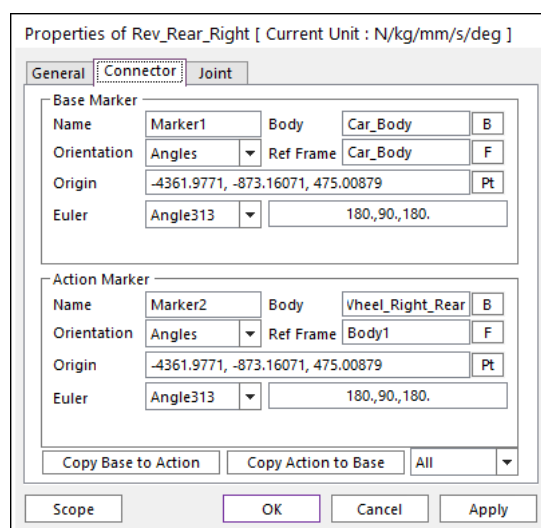 Properties of Rev_Rear_Right [ Current Unit : N/kg/mm/s/deg ]
General Connector Joint
Base Marker
Name Marker1 Body Car_Body B
Orientation Angles Ref Frame Car_Body F
Origin -4361.9771, -873.16071, 475.00879 Pt
Euler Angle313 180.,90.,180.
Action Marker
Name Marker2 Body Wheel_Right_Rear B
Orientation Angles Ref Frame Body1 F
Origin -4361.9771, -873.16071, 475.00879 Pt
Euler Angle313 180.,90.,180.
Copy Base to Action Copy Action to Base All
Scope OK Cancel Apply